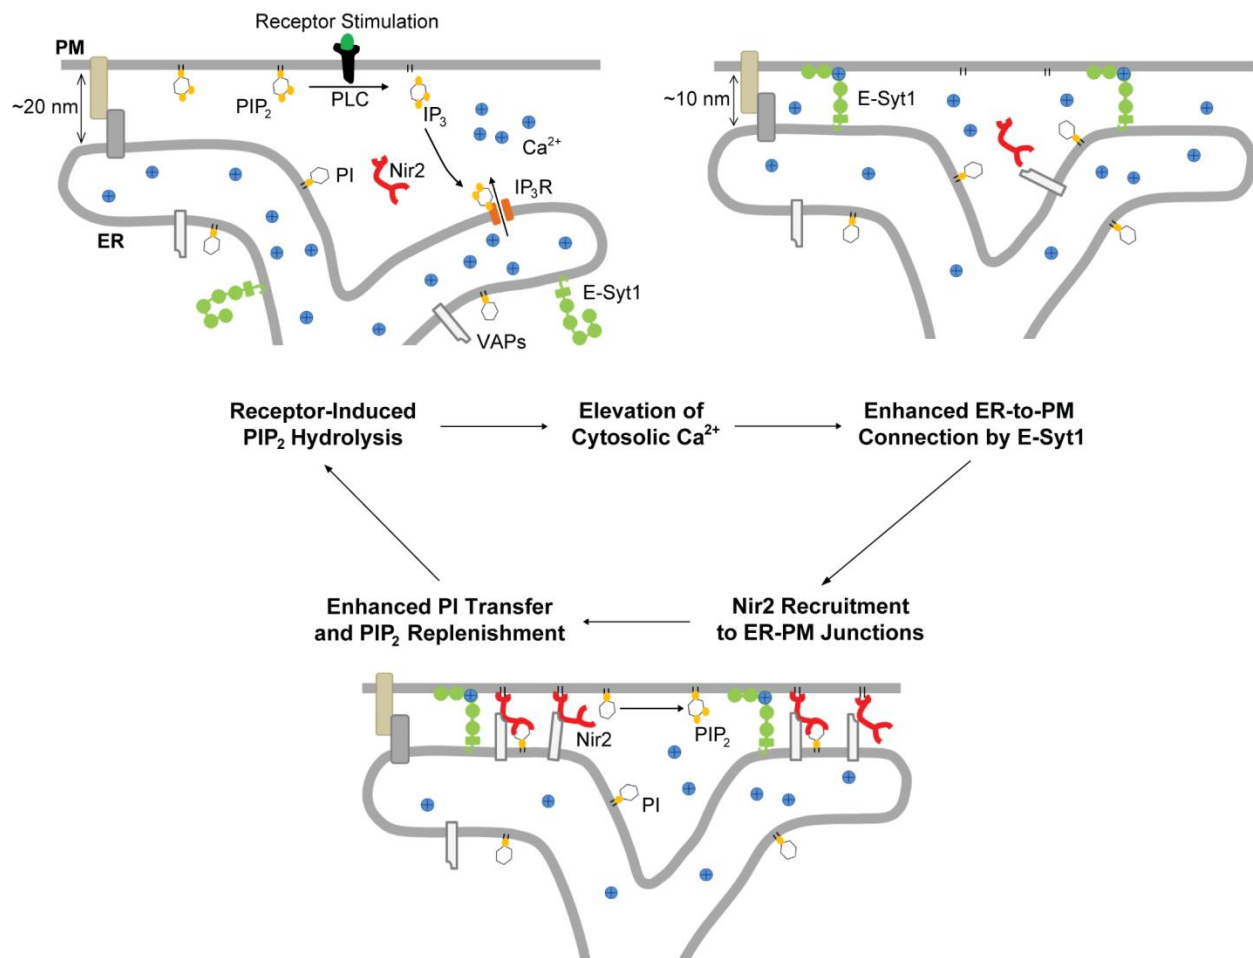 Receptor Stimulation
PM
~20 nm
PIP₂
PLC
IP₃
Ca²⁺
PI
Nir2
IP₃R
ER
E-Syt1
VAPs
~10 nm
E-Syt1
Receptor-Induced
PIP₂ Hydrolysis
Elevation of
Cytosolic Ca²⁺
Enhanced ER-to-PM
Connection by E-Syt1
Enhanced PI Transfer
and PIP₂ Replenishment
Nir2 Recruitment
to ER-PM Junctions
Nir2
PIP₂
PI